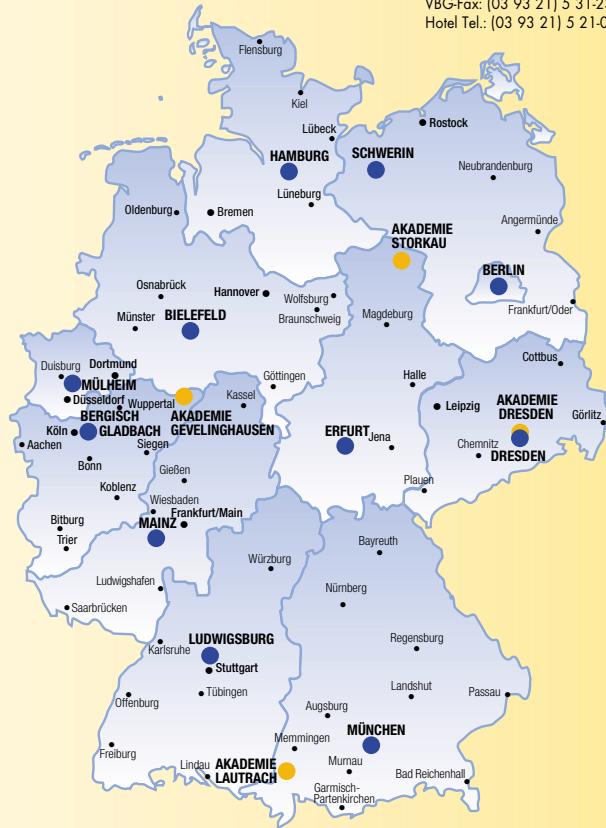 VBG-Fax: (03 93 21) 5 31-23
Hotel Tel.: (03 93 21) 5 21-0
Flensburg
Kiel
Lübeck
Rostock
HAMBURG
SCHWERIN
Neubrandenburg
Lüneburg
Oldenburg
Bremen
Angermünde
AKADEMIE
STORKAU
BERLIN
Osnabrück
Hannover
Wolfsburg
Frankfurt/Oder
Münster
BIELEFELD
Braunschweig
Magdeburg
Cottbus
Duisburg
Dortmund
MÜLHEIM
Göttingen
Halle
Düsseldorf
Wuppertal
Kassel
Leipzig
AKADEMIE
DRESDEN
Görlitz
BERGISCH
GLADBACH
AKADEMIE
GEVELINGHAUSEN
Köln
ERFURT
Jena
Aachen
Siegen
Chemnitz
DRESDEN
Bonn
Gießen
Plauen
Koblenz
Wiesbaden
Frankfurt/Main
Bitburg
MAINZ
Trier
Bayreuth
Würzburg
Ludwigshafen
Nürnberg
Saarbrücken
LUDWIGSBURG
Karlsruhe
Regensburg
Stuttgart
Offenburg
Tübingen
Landshut
Passau
Augsburg
MÜNCHEN
Freiburg
Memmingen
Lindau
AKADEMIE
LAUTRACH
Murnau
Bad Reichenhall
Garmisch-
Partenkirchen